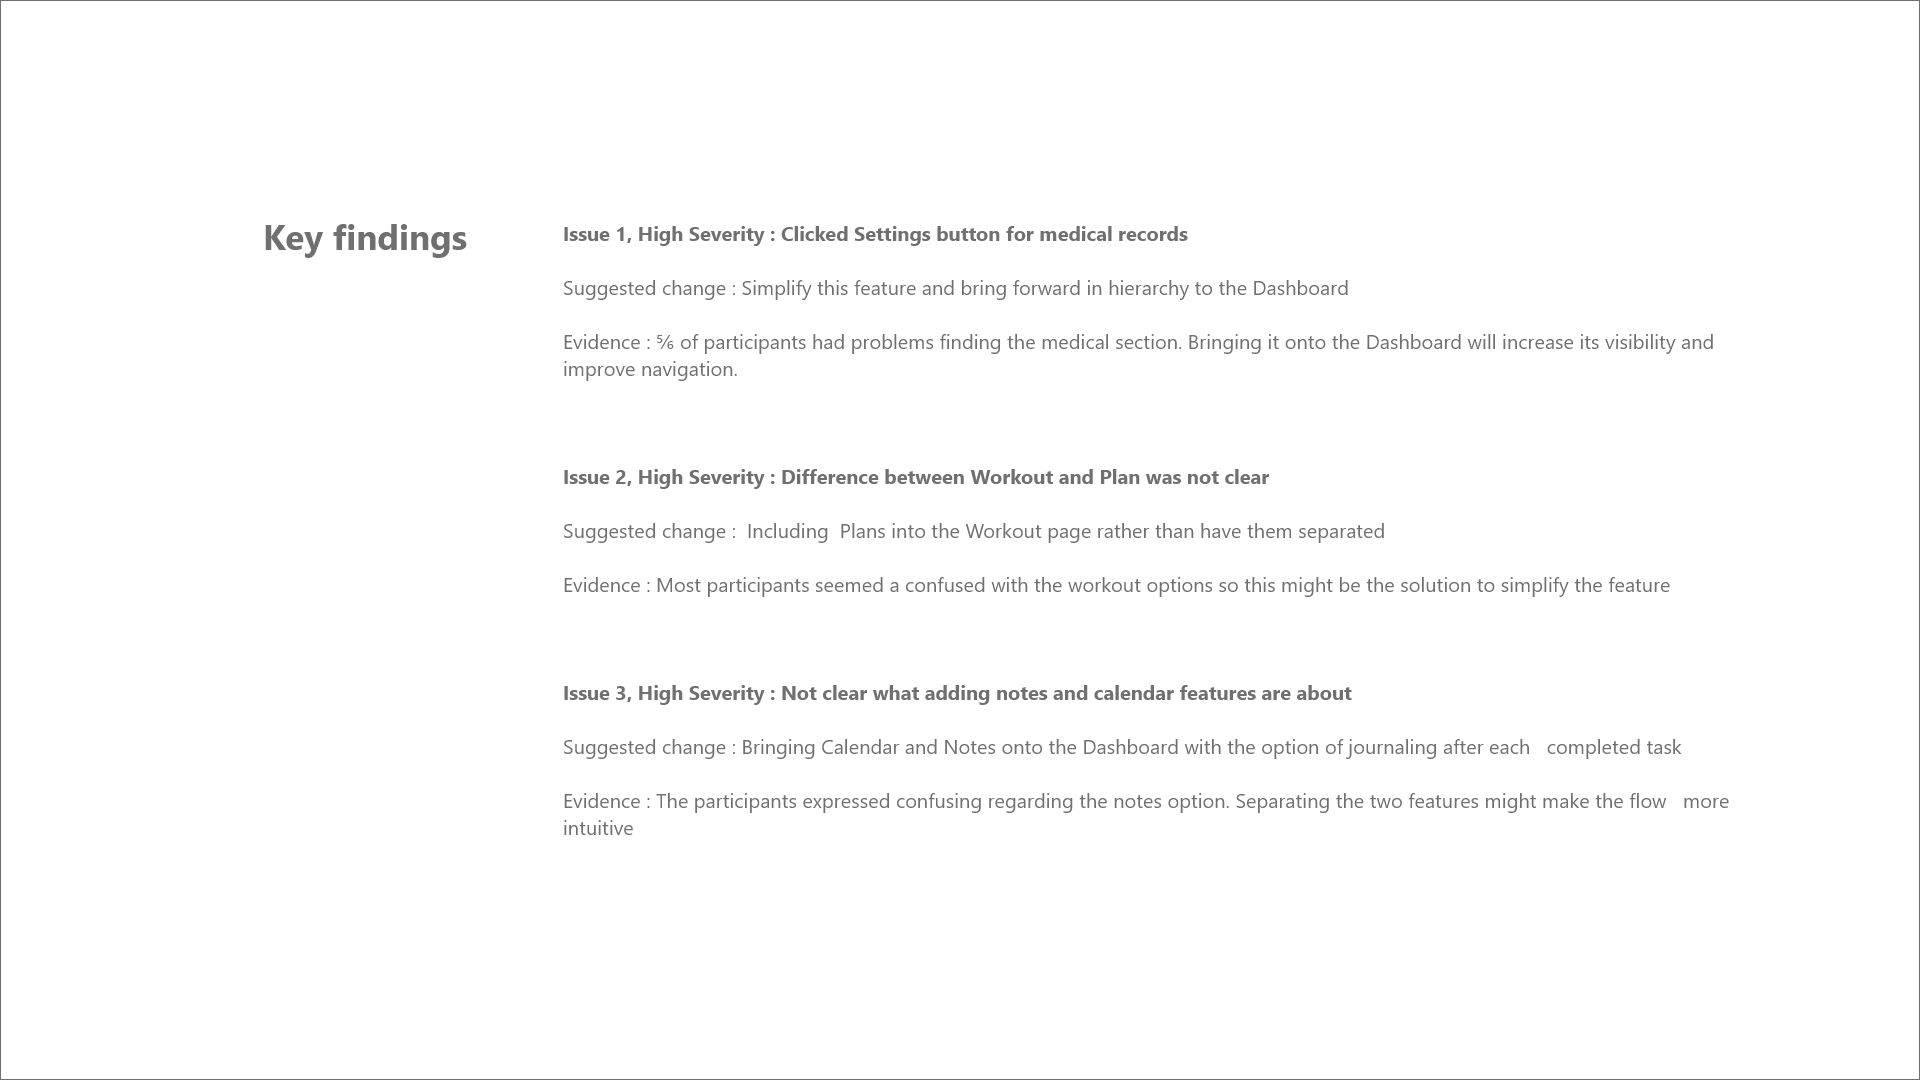 Key findings
Issue 1, High Severity : Clicked Settings button for medical records
Suggested change : Simplify this feature and bring forward in hierarchy to the Dashboard
Evidence : ⅚ of participants had problems finding the medical section. Bringing it onto the Dashboard will increase its visibility and
improve navigation.
Issue 2, High Severity : Difference between Workout and Plan was not clear
Suggested change :  Including  Plans into the Workout page rather than have them separated
Evidence : Most participants seemed a confused with the workout options so this might be the solution to simplify the feature
Issue 3, High Severity : Not clear what adding notes and calendar features are about
Suggested change : Bringing Calendar and Notes onto the Dashboard with the option of journaling after each   completed task
Evidence : The participants expressed confusing regarding the notes option. Separating the two features might make the flow   more
intuitive